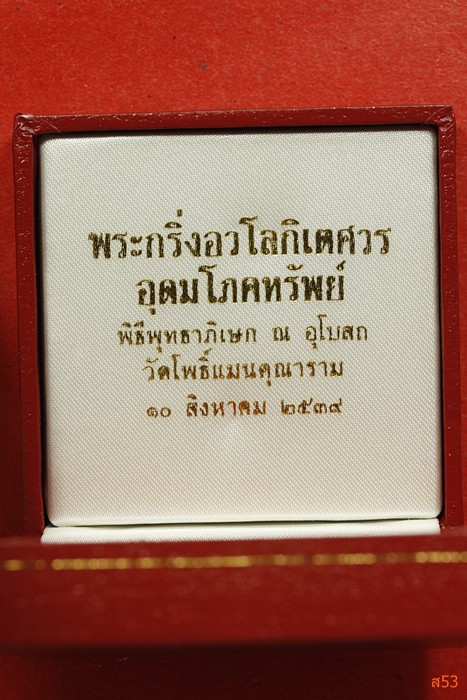 พระกริ่งอวโลกิเตศวร
อุดมโภคทรัพย์
พิธีพุทธาภิเษก ณ อุโบสถ
วัดโพธิ์แมนคุณาราม
๑๐ สิงหาคม ๒๕๓๙
ส53